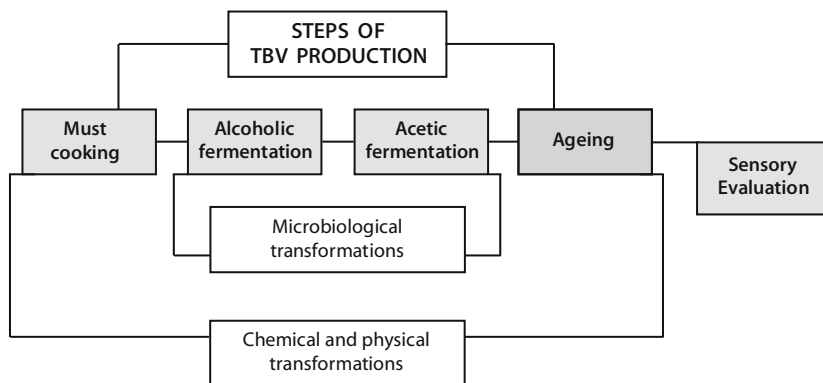 STEPS OF
TBV PRODUCTION
Must
cooking
Alcoholic
fermentation
Acetic
fermentation
Ageing
Sensory
Evaluation
Microbiological
transformations
Chemical and physical
transformations